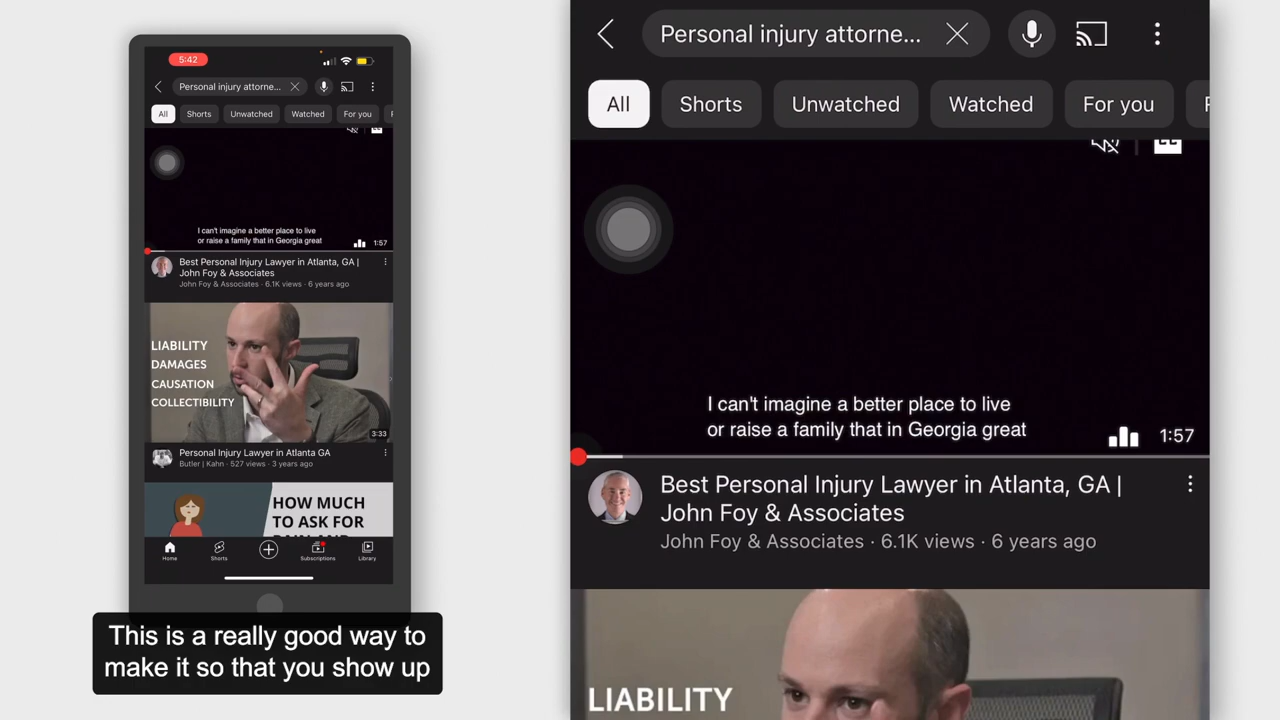 5:42
Personal injury attorne...
All Shorts Unwatched Watched For you
I can't imagine a better place to live
or raise a family that in Georgia great
1:57
Best Personal Injury Lawyer in Atlanta, GA |
John Foy & Associates
John Foy & Associates · 6.1K views · 6 years ago
LIABILITY
DAMAGES
CAUSATION
COLLECTIBILITY
3:33
Personal Injury Lawyer in Atlanta GA
Butler | Kahn · 527 views · 3 years ago
HOW MUCH
TO ASK FOR
Home Shorts Subscriptions Library
This is a really good way to
make it so that you show up
Personal injury attorne...
All Shorts Unwatched Watched For you
I can't imagine a better place to live
or raise a family that in Georgia great
1:57
Best Personal Injury Lawyer in Atlanta, GA |
John Foy & Associates
John Foy & Associates · 6.1K views · 6 years ago
LIABILITY